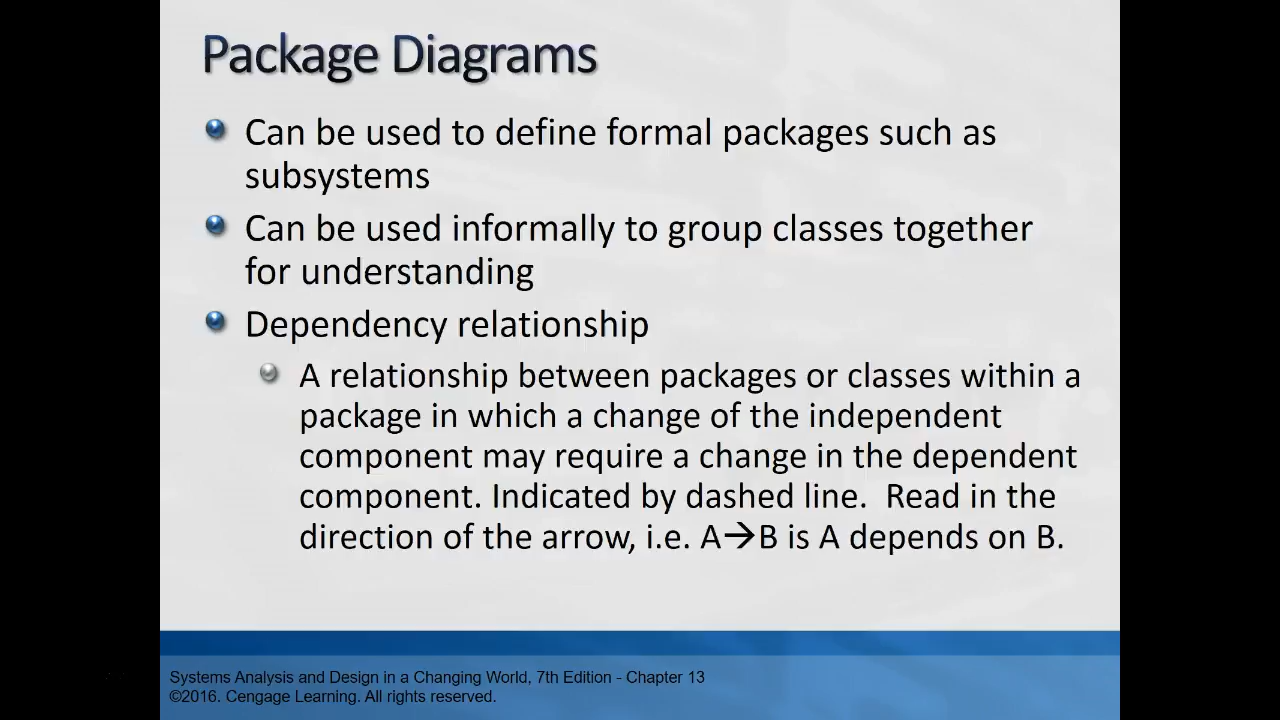 Package Diagrams
Can be used to define formal packages such as
subsystems
Can be used informally to group classes together
for understanding
Dependency relationship
A relationship between packages or classes within a
package in which a change of the independent
component may require a change in the dependent
component. Indicated by dashed line.  Read in the
direction of the arrow, i.e. A→B is A depends on B.
Systems Analysis and Design in a Changing World, 7th Edition - Chapter 13
©2016. Cengage Learning. All rights reserved.